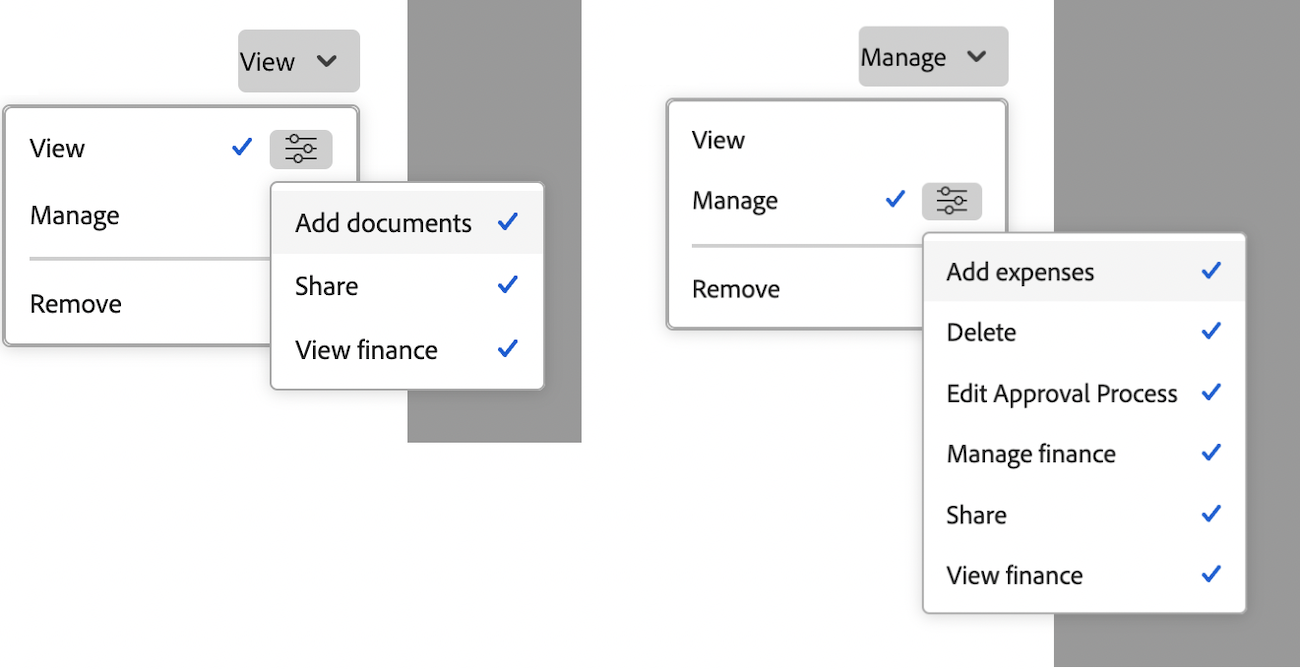 View
View
Manage
Remove
Add documents
Share
View finance
Manage
View
Manage
Remove
Add expenses
Delete
Edit Approval Process
Manage finance
Share
View finance